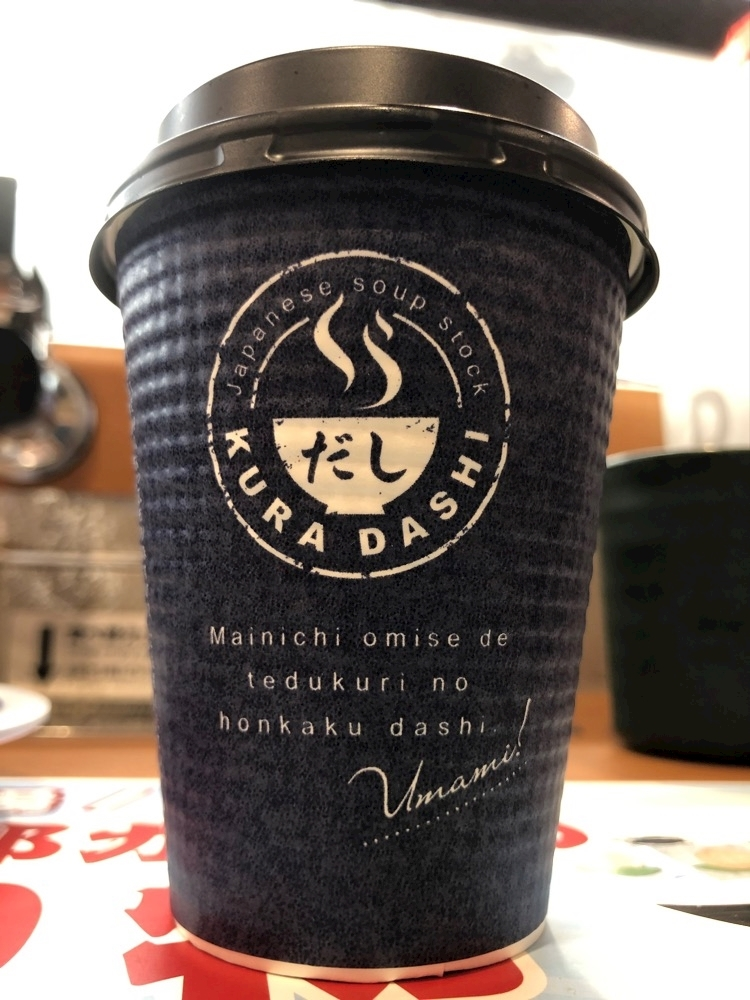 Japanese soup stock
だし
KURA DASHI
Mainichi omise de
tedukuri no
honkaku dashi.
Umami!